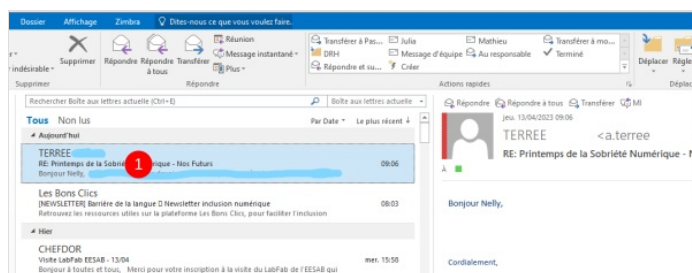 Dossier Affichage Zimbra Dites-nous ce que vous voulez faire.
indésirable Supprimer Répondre Répondre à tous Transférer
Réunion
Message instantané
Plus
Supprimer Répondre
Transférer à Pas... Julia Mathieu Transférer à mo...
DRH Message d'équipe Au responsable Terminé
Répondre et su... Créer
Actions rapides
Déplacer
Rechercher Boîte aux lettres actuelle (Ctrl+E) Boîte aux lettres actuelle
Tous Non lus Par Date Le plus récent ↓
Aujourd'hui
TERREE
RE: Printemps de la Sobriété 1 rique - Nos Futurs 09:06
Bonjour Nelly,
Les Bons Clics
[NEWSLETTER] Barrière de la langue ▯ Newsletter inclusion numérique 08:03
Retrouvez les ressources utiles sur la plateforme Les Bons Clics, pour faciliter l'inclusion
Hier
CHEFDOR
Visite LabFab EESAB - 13/04 mer. 15:58
Bonjour à toutes et tous, Merci pour votre inscription à la visite du LabFab de l'EESAB qui
Répondre Répondre à tous Transférer MI
jeu. 13/04/2023 09:06
TERREE <a.terree
RE: Printemps de la Sobriété Numérique - N
À
Bonjour Nelly,
Cordialement,